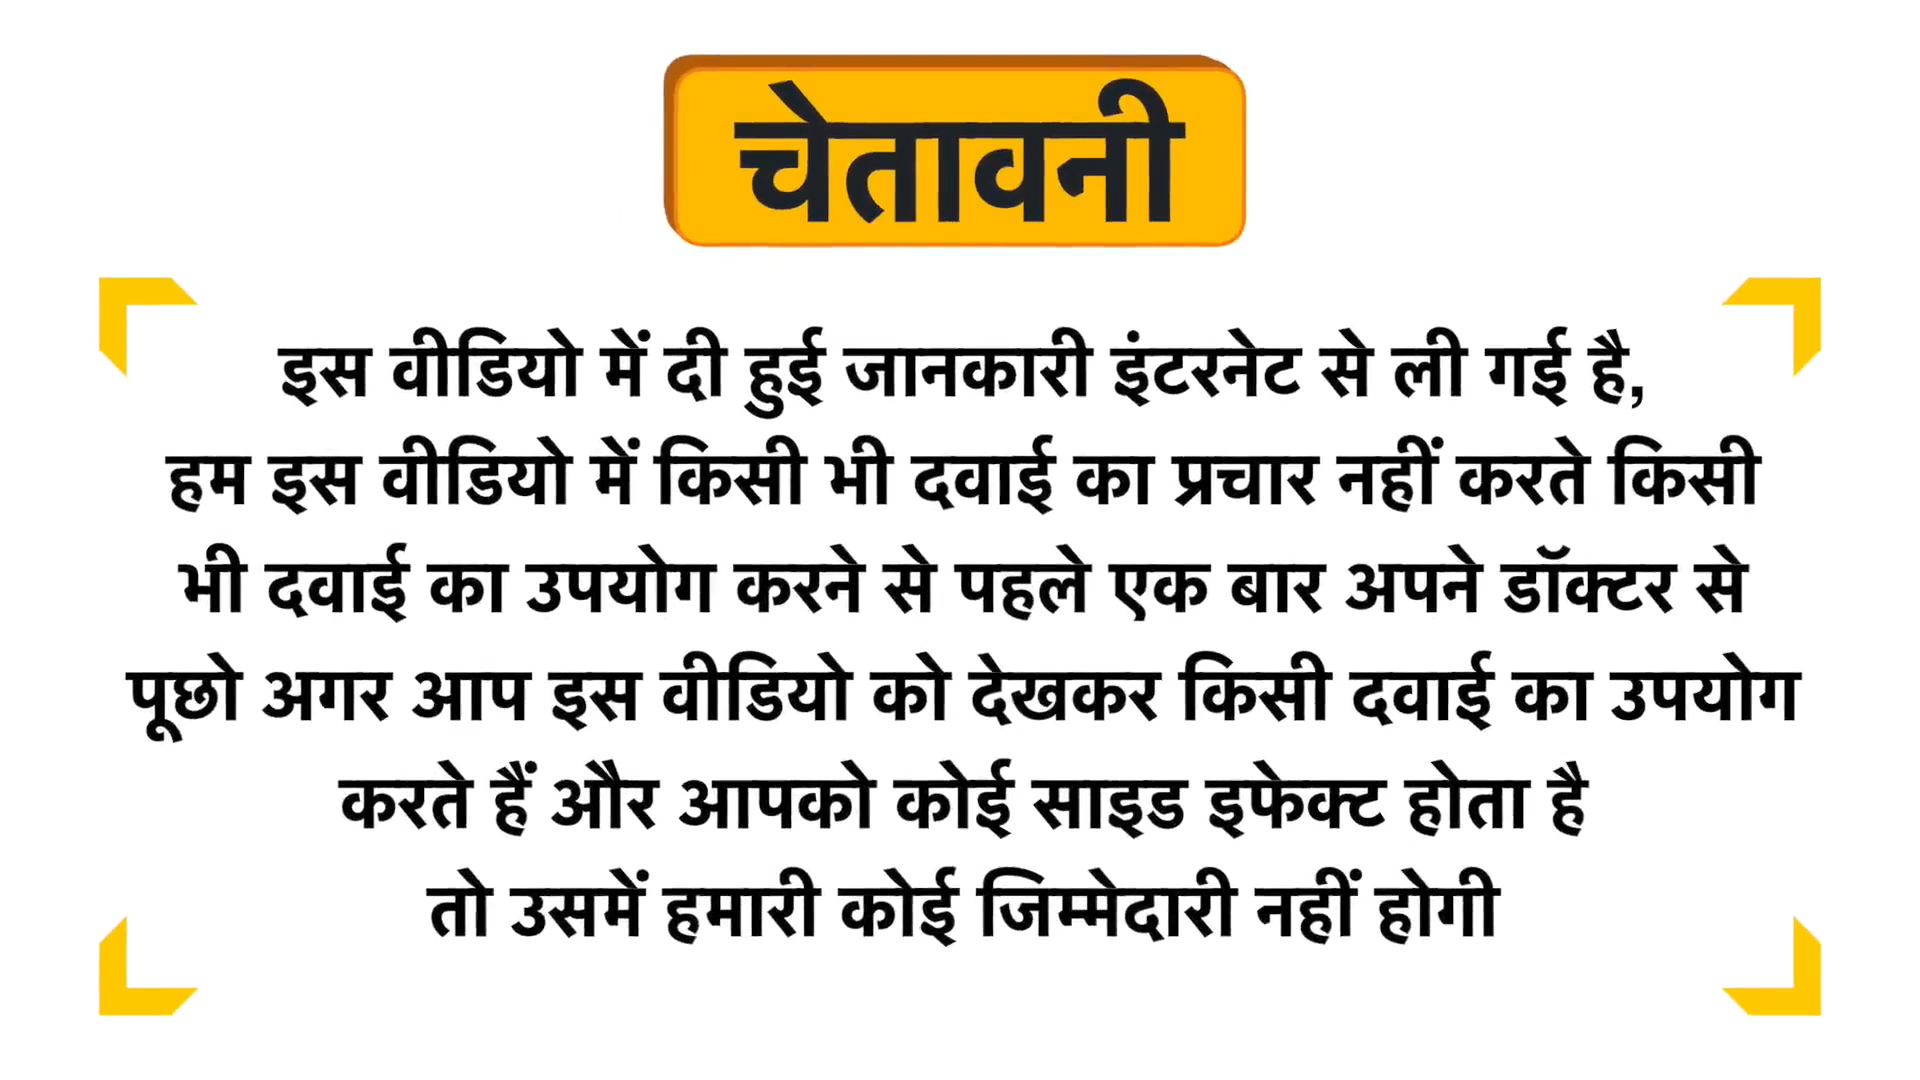 चेतावनी
इस वीडियो में दी हुई जानकारी इंटरनेट से ली गई है,
हम इस वीडियो में किसी भी दवाई का प्रचार नहीं करते किसी
भी दवाई का उपयोग करने से पहले एक बार अपने डॉक्टर से
पूछो अगर आप इस वीडियो को देखकर किसी दवाई का उपयोग
करते हैं और आपको कोई साइड इफेक्ट होता है
तो उसमें हमारी कोई जिम्मेदारी नहीं होगी